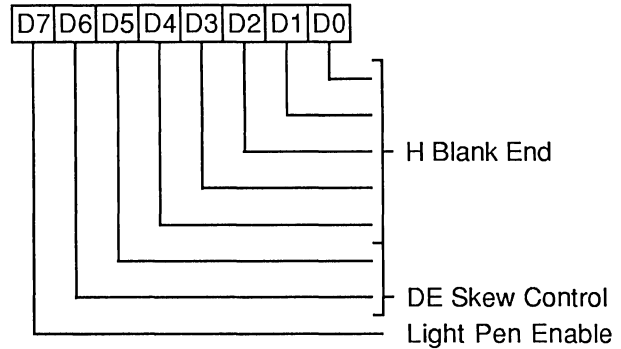 D7 D6 D5 D4 D3 D2 D1 D0
H Blank End
DE Skew Control
Light Pen Enable